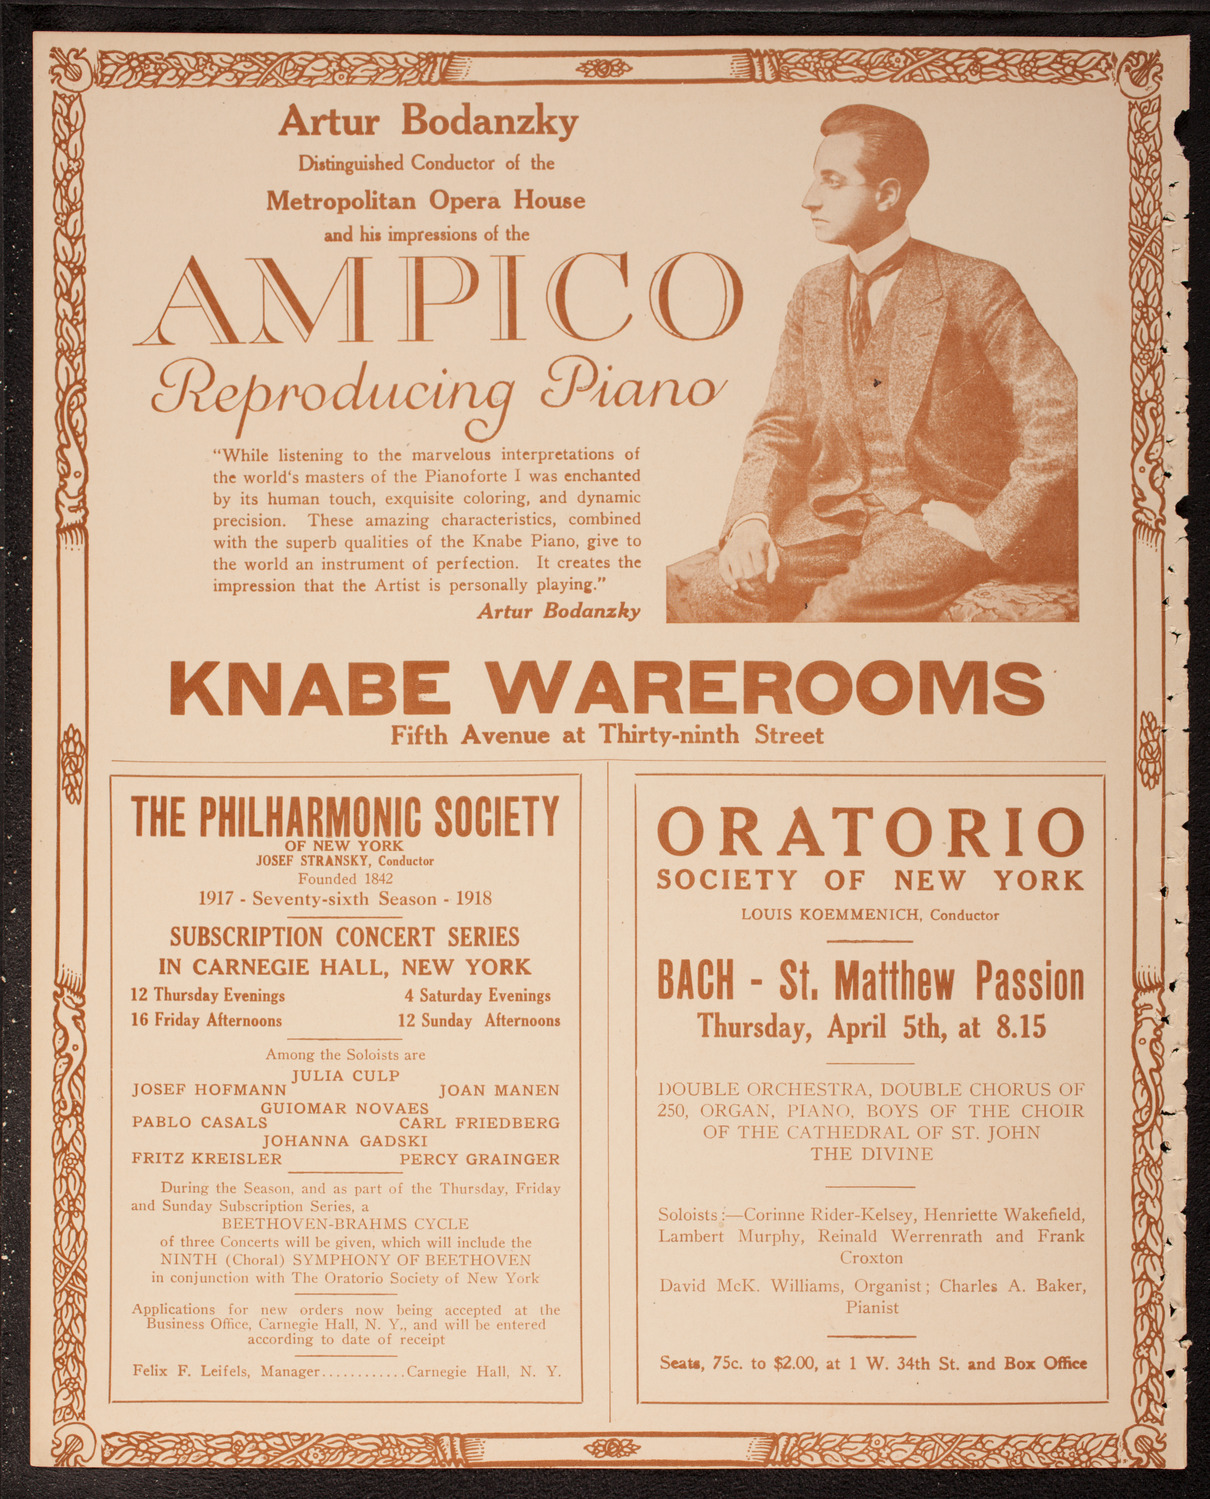 Artur Bodanzky
Distinguished Conductor of the
Metropolitan Opera House
and his impressions of the
AMPICO
Reproducing Piano
“While listening to the marvelous interpretations of
the world‘s masters of the Pianoforte I was enchanted
by its human touch, exquisite coloring, and dynamic
precision. These amazing characteristics, combined
with the superb qualities of the Knabe Piano, give to
the world an instrument of perfection. It creates the
impression that the Artist is personally playing.”
Artur Bodanzky
KNABE WAREROOMS
Fifth Avenue at Thirty-ninth Street
THE PHILHARMONIC SOCIETY
OF NEW YORK
JOSEF STRANSKY, Conductor
Founded 1842
1917 - Seventy-sixth Season - 1918
SUBSCRIPTION CONCERT SERIES
IN CARNEGIE HALL, NEW YORK
12 Thursday Evenings 4 Saturday Evenings
16 Friday Afternoons 12 Sunday Afternoons
Among the Soloists are
JULIA CULP
JOSEF HOFMANN JOAN MANEN
GUIOMAR NOVAES
PABLO CASALS CARL FRIEDBERG
JOHANNA GADSKI
FRITZ KREISLER PERCY GRAINGER
During the Season, and as part of the Thursday, Friday
and Sunday Subscription Series, a
BEETHOVEN-BRAHMS CYCLE
of three Concerts will be given, which will include the
NINTH (Choral) SYMPHONY OF BEETHOVEN
in conjunction with The Oratorio Society of New York
Applications for new orders now being accepted at the
Business Office, Carnegie Hall, N. Y., and will be entered
according to date of receipt
Felix F. Leifels, Manager............Carnegie Hall, N. Y.
ORATORIO
SOCIETY OF NEW YORK
LOUIS KOEMMENICH, Conductor
BACH - St. Matthew Passion
Thursday, April 5th, at 8.15
DOUBLE ORCHESTRA, DOUBLE CHORUS OF
250, ORGAN, PIANO, BOYS OF THE CHOIR
OF THE CATHEDRAL OF ST. JOHN
THE DIVINE
Soloists:—Corinne Rider-Kelsey, Henriette Wakefield,
Lambert Murphy, Reinald Werrenrath and Frank
Croxton
David McK. Williams, Organist; Charles A. Baker,
Pianist
Seats, 75c. to $2.00, at 1 W. 34th St. and Box Office